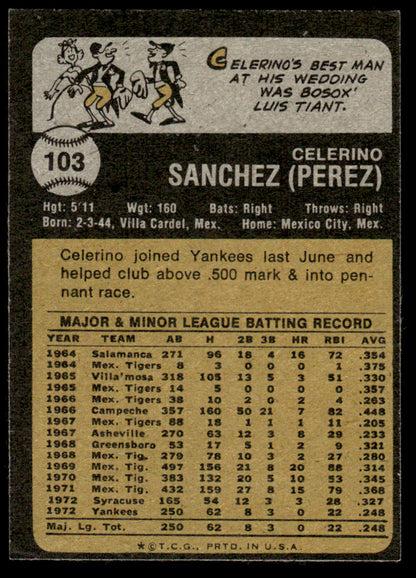 CELERINO'S BEST MAN
AT HIS WEDDING
WAS BOSOX'
LUIS TIANT.
103
CELERINO
SANCHEZ (PEREZ)
Hgt: 5'11 Wgt: 160 Bats: Right Throws: Right
Born: 2-3-44, Villa Cardel, Mex. Home: Mexico City, Mex.
Celerino joined Yankees last June and
helped club above .500 mark & into pen-
nant race.
MAJOR & MINOR LEAGUE BATTING RECORD
YEAR TEAM AB H 2B 3B HR RBI AVG
1964 Salamanca 271 96 18 4 16 72 .354
1964 Mex. Tigers 8 3 0 0 0 1 .375
1965 Villa'mosa 318 105 13 5 3 51 .330
1965 Mex. Tigers 14 5 0 0 0 0 .357
1966 Mex. Tigers 38 10 2 0 2 4 .263
1966 Campeche 357 160 50 21 7 82 .448
1967 Mex. Tigers 88 18 1 1 1 11 .205
1967 Asheville 270 63 12 3 8 29 .233
1968 Greensboro 53 17 5 1 2 9 .321
1968 Mex. Tig. 279 78 10 3 2 27 .280
1969 Mex. Tig. 497 156 21 8 20 88 .314
1970 Mex. Tig. 383 132 20 5 10 53 .345
1971 Mex. Tig. 432 159 27 8 15 79 .368
1972 Syracuse 165 54 12 3 3 28 .327
1972 Yankees 250 62 8 3 0 22 .248
Maj. Lg. Tot. 250 62 8 3 0 22 .248
*©T.C.G., PRTD. IN U.S.A.